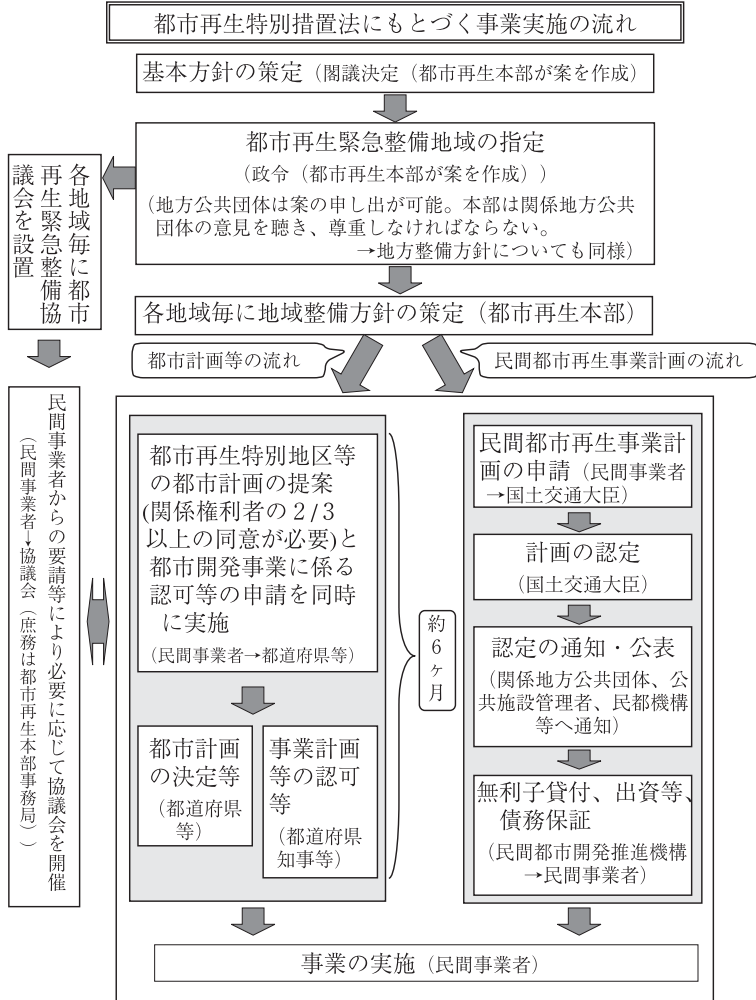 都市再生特別措置法にもとづく事業実施の流れ
基本方針の策定（閣議決定（都市再生本部が案を作成）
都市再生緊急整備地域の指定
（政令（都市再生本部が案を作成））
（地方公共団体は案の申し出が可能。本部は関係地方公共
団体の意見を聴き、尊重しなければならない。
→地方整備方針についても同様）
各地域毎に都市
再生緊急整備協
議会を設置
各地域毎に地域整備方針の策定（都市再生本部）
都市計画等の流れ
民間都市再生事業計画の流れ
民間事業者からの要請等により必要に応じて協議会を開催
（民間事業者→協議会（庶務は都市再生本部事務局））
都市再生特別地区等
の都市計画の提案
(関係権利者の２/３
以上の同意が必要)と
都市開発事業に係る
認可等の申請を同時
に実施
（民間事業者→都道府県等）
都市計画
の決定等
（都道府県
等）
事業計画
等の認可
等
（都道府県
知事等）
約６ヶ月
民間都市再生事業計
画の申請（民間事業者
→国土交通大臣）
計画の認定
（国土交通大臣）
認定の通知・公表
（関係地方公共団体、公
共施設管理者、民都機構
等へ通知）
無利子貸付、出資等、
債務保証
（民間都市開発推進機構
→民間事業者）
事業の実施（民間事業者）